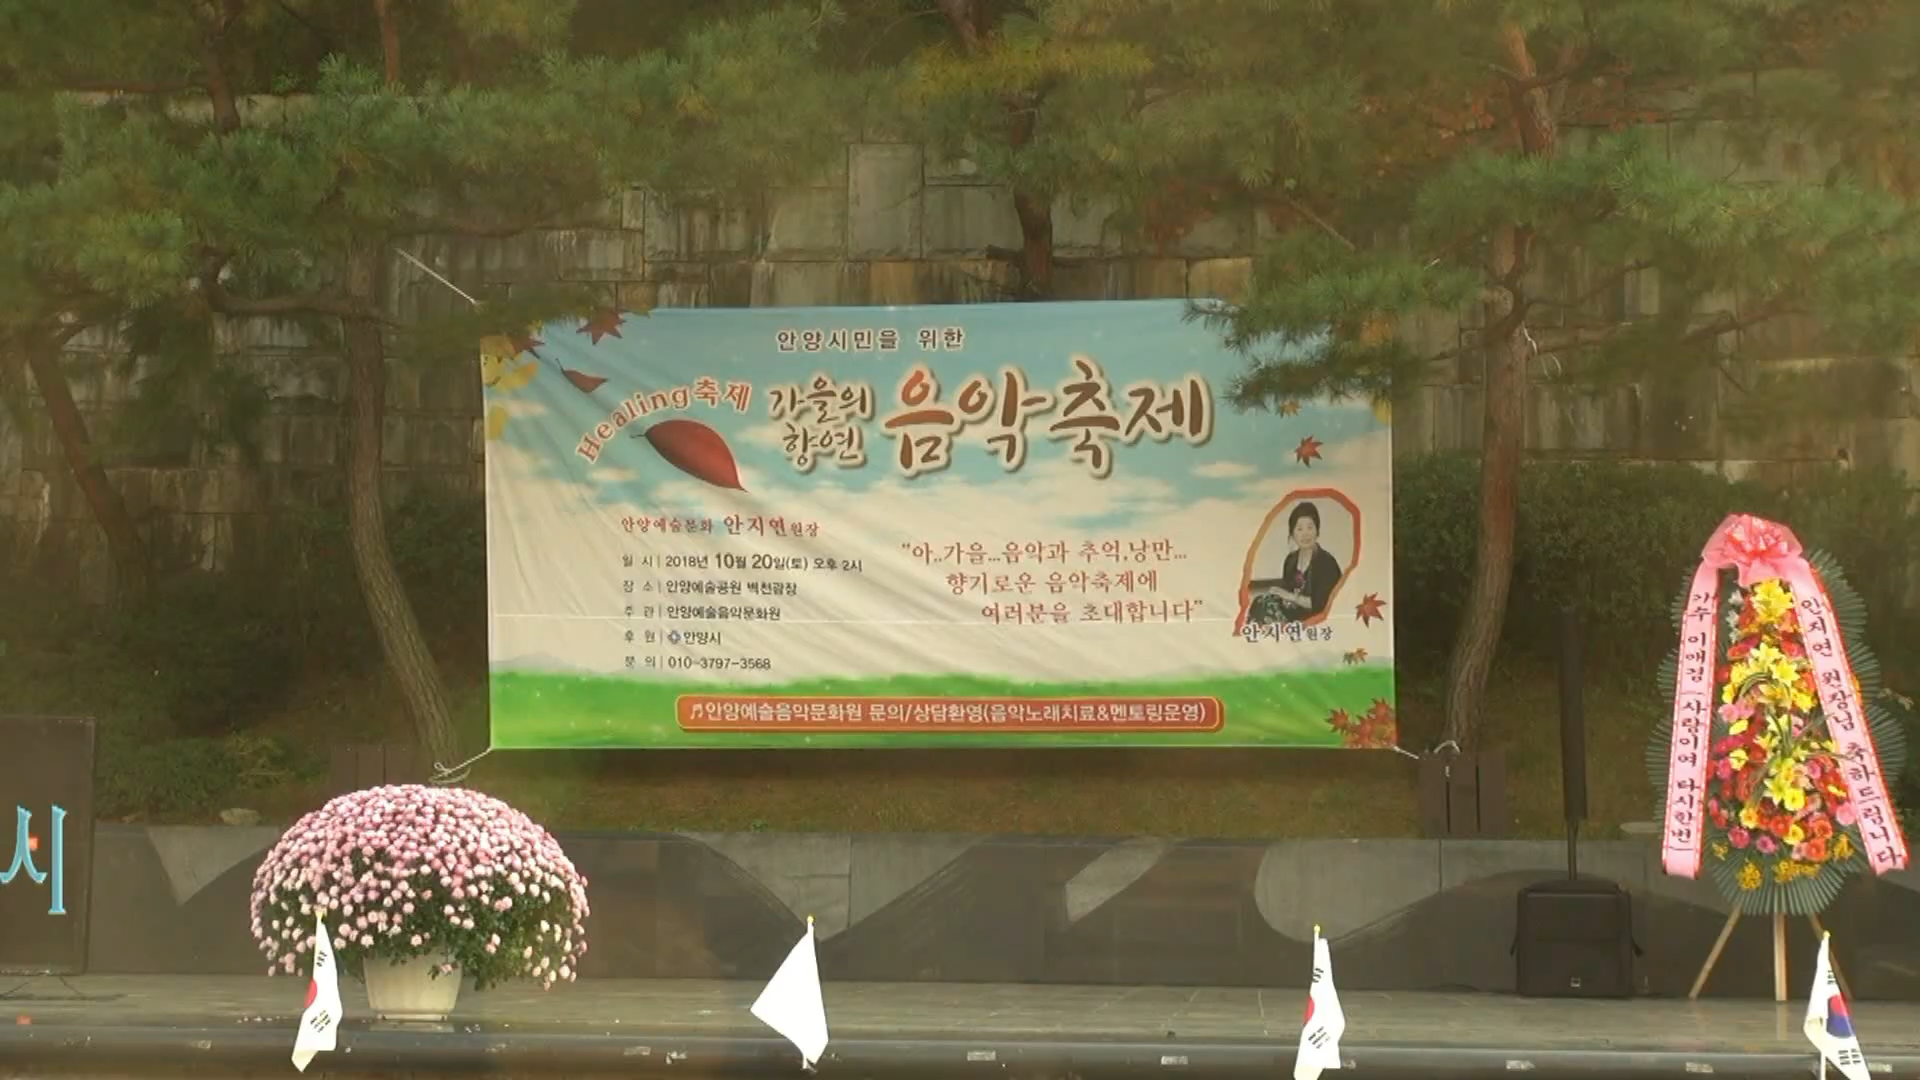 안양시민을 위한
Healing축제
가을의
향연
음악축제
안양예술문화 안지연원장
일 시 | 2018년 10월 20일(토) 오후 2시
장 소 | 안양예술공원 벽천광장
주 관 | 안양예술음악문화원
후 원 | 안양시
문 의 | 010-3797-3568
"아..가을...음악과 추억,낭만...
향기로운 음악축제에
여러분을 초대합니다"
안지연원장
♬안양예술음악문화원 문의/상담환영(음악노래치료&멘토링운영)
가수 이애경 (사랑이여 다시한번)
안지연 원장님 축하드립니다
시